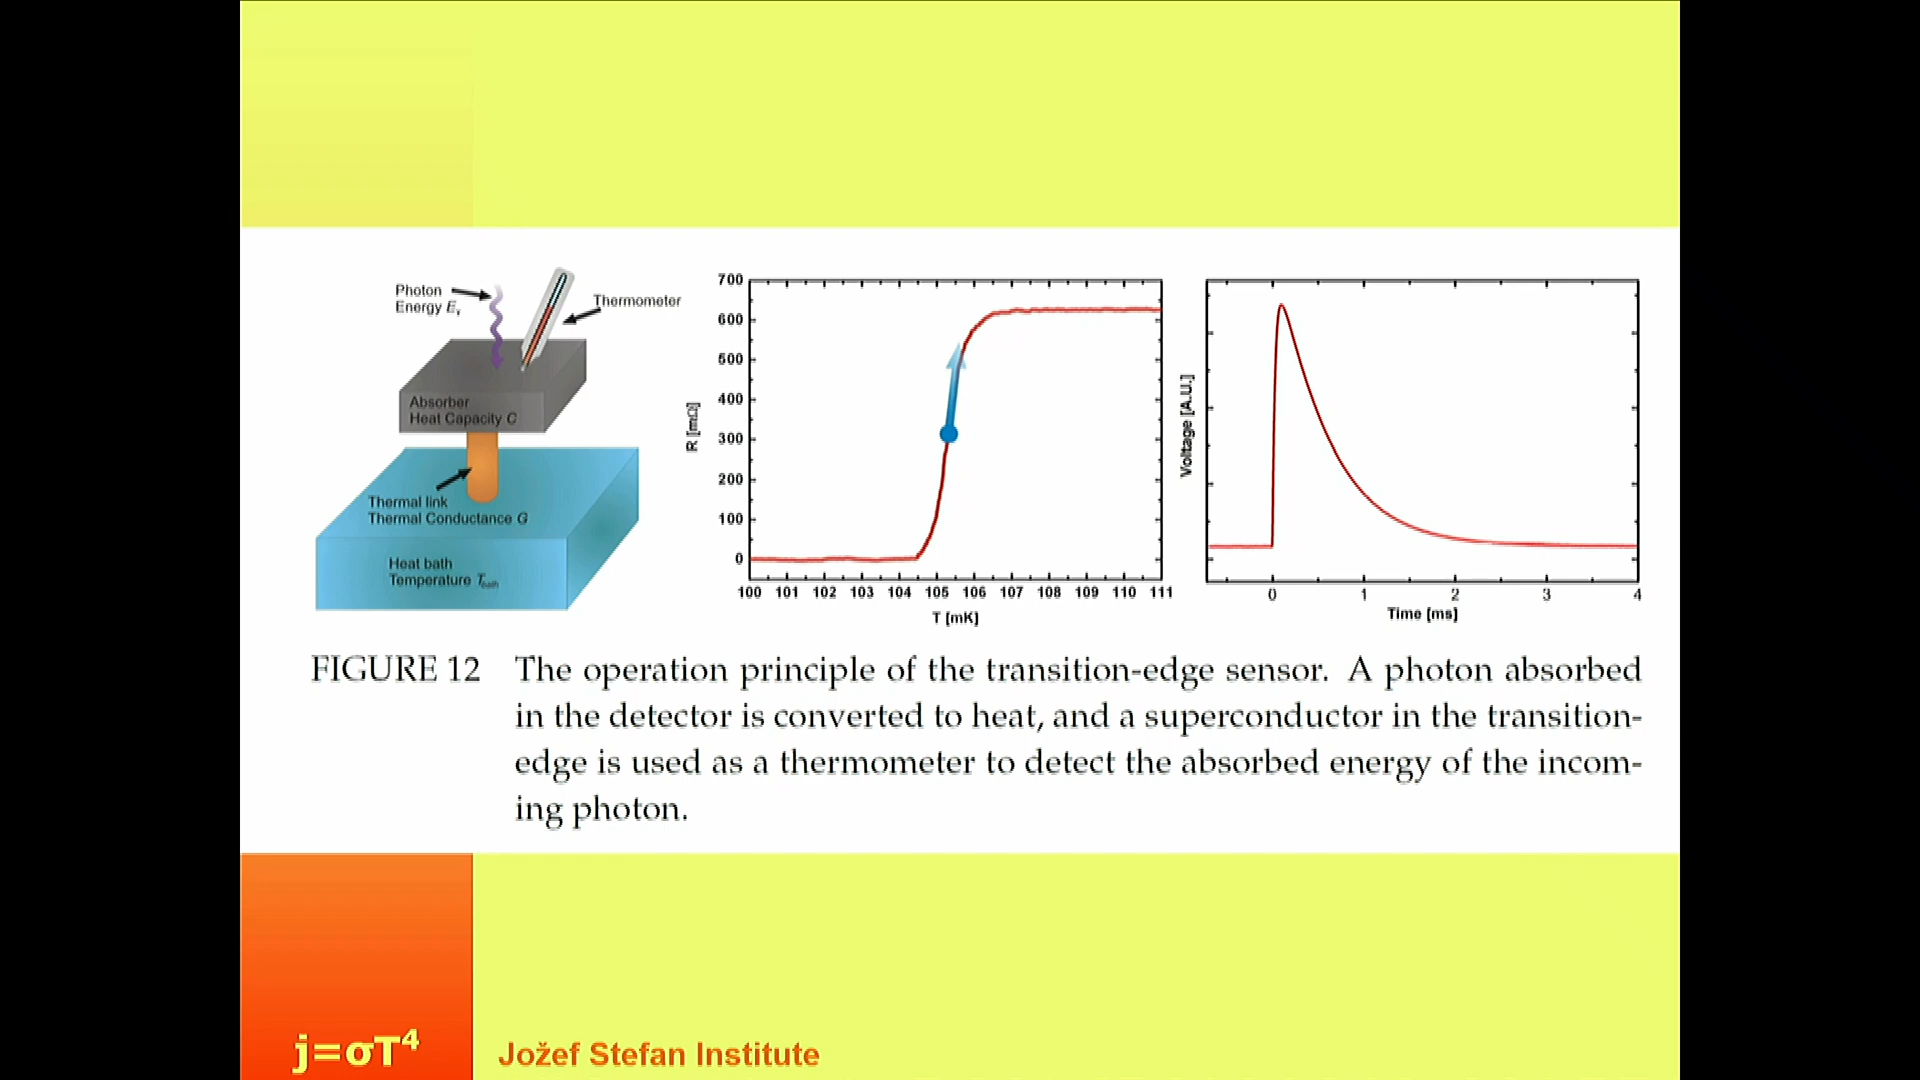 Photon
Energy Eγ
Thermometer
Absorber
Heat Capacity C
Thermal link
Thermal Conductance G
Heat bath
Temperature Tbath
700
600
500
400
300
200
100
0
R [mΩ]
100 101 102 103 104 105 106 107 108 109 110 111
T [mK]
Voltage [A.U.]
0 1 2 3 4
Time [ms]
FIGURE 12 The operation principle of the transition-edge sensor. A photon absorbed
in the detector is converted to heat, and a superconductor in the transition-
edge is used as a thermometer to detect the absorbed energy of the incom-
ing photon.
j=σT⁴
Jožef Stefan Institute